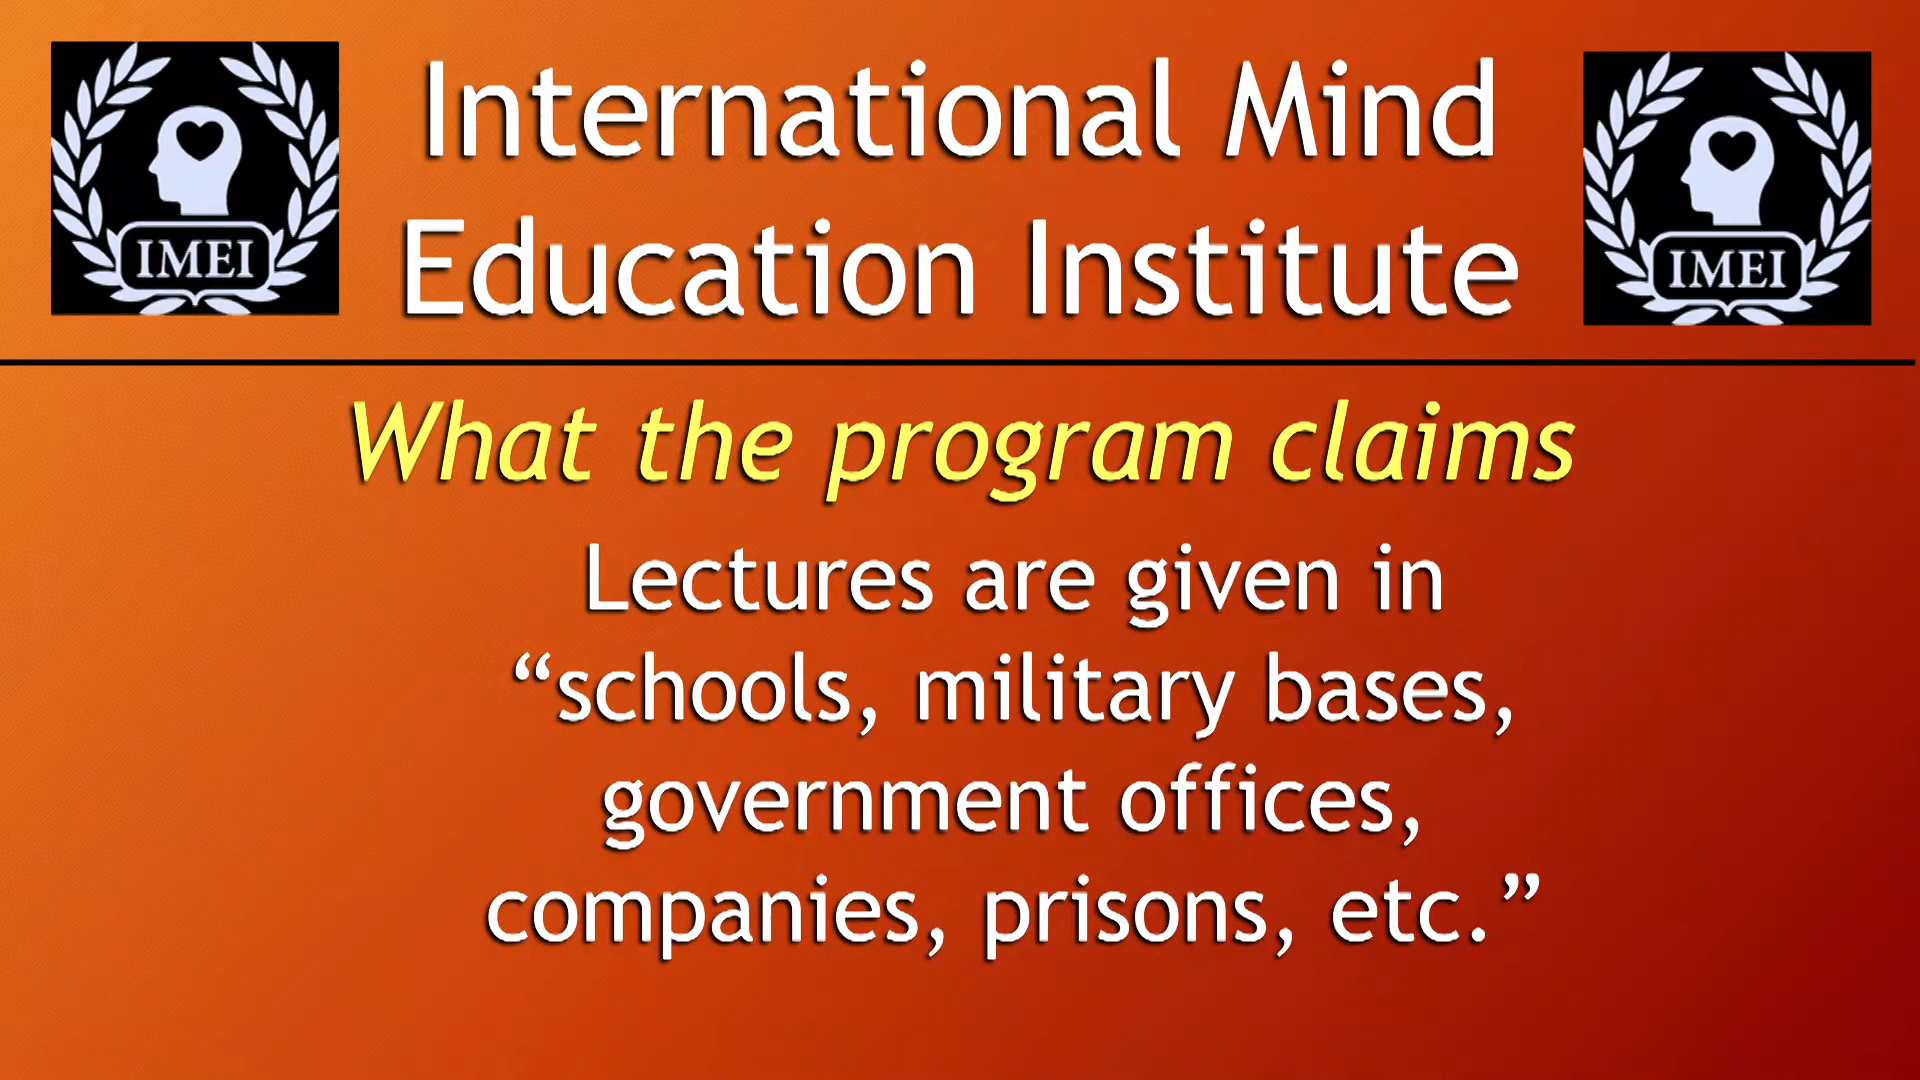 International Mind
Education Institute
IMEI
IMEI
What the program claims
Lectures are given in
“schools, military bases,
government offices,
companies, prisons, etc.”